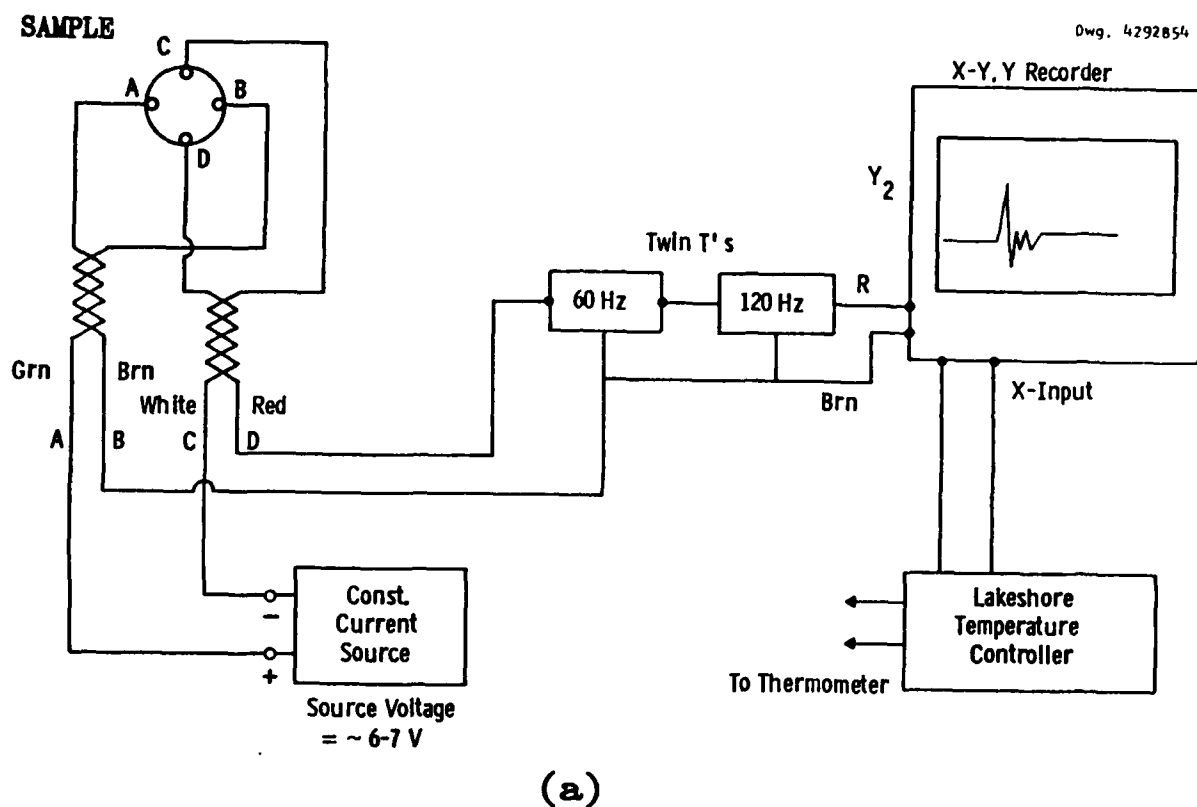 SAMPLE
Dwg. 4292B54
C
A
B
D
X-Y, Y Recorder
Y2
Twin T's
60 Hz
120 Hz
R
Grn
Brn
White
Red
Brn
X-Input
A
B
C
D
Const.
Current
Source
-
+
Source Voltage
= ~ 6-7 V
Lakeshore
Temperature
Controller
To Thermometer
(a)